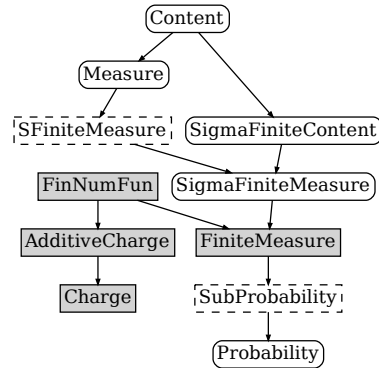 Content
Measure
SFiniteMeasure
SigmaFiniteContent
FinNumFun
SigmaFiniteMeasure
AdditiveCharge
FiniteMeasure
Charge
SubProbability
Probability